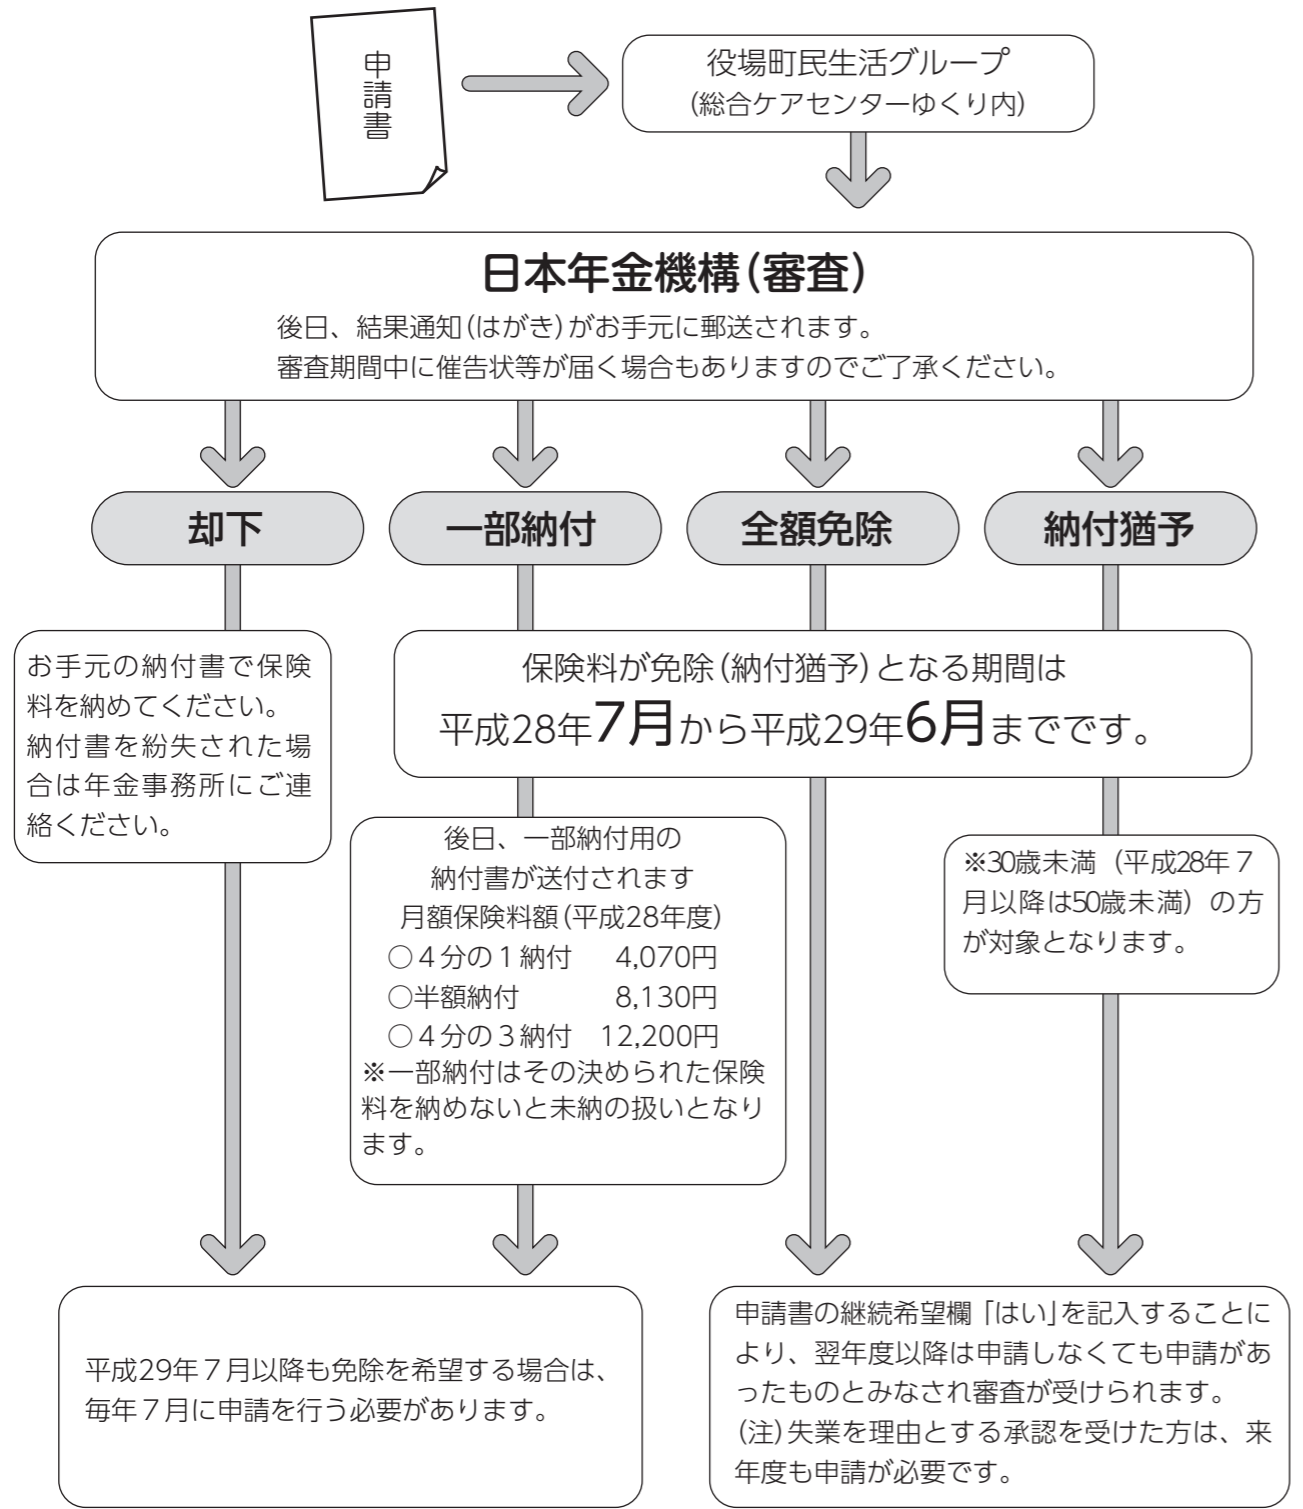 申請書
役場町民生活グループ
(総合ケアセンターゆくり内)
日本年金機構(審査)
後日、結果通知(はがき)がお手元に郵送されます。
審査期間中に催告状等が届く場合もありますのでご了承ください。
却下
一部納付
全額免除
納付猶予
お手元の納付書で保険
料を納めてください。
納付書を紛失された場
合は年金事務所にご連
絡ください。
保険料が免除(納付猶予)となる期間は
平成28年7月から平成29年6月までです。
後日、一部納付用の
納付書が送付されます
月額保険料額(平成28年度)
○4分の1納付 4,070円
○半額納付 8,130円
○4分の3納付 12,200円
※一部納付はその決められた保険
料を納めないと未納の扱いとなり
ます。
※30歳未満(平成28年7
月以降は50歳未満)の方
が対象となります。
平成29年7月以降も免除を希望する場合は、
毎年7月に申請を行う必要があります。
申請書の継続希望欄「はい」を記入することに
より、翌年度以降は申請しなくても申請があ
ったものとみなされ審査が受けられます。
(注)失業を理由とする承認を受けた方は、来
年度も申請が必要です。